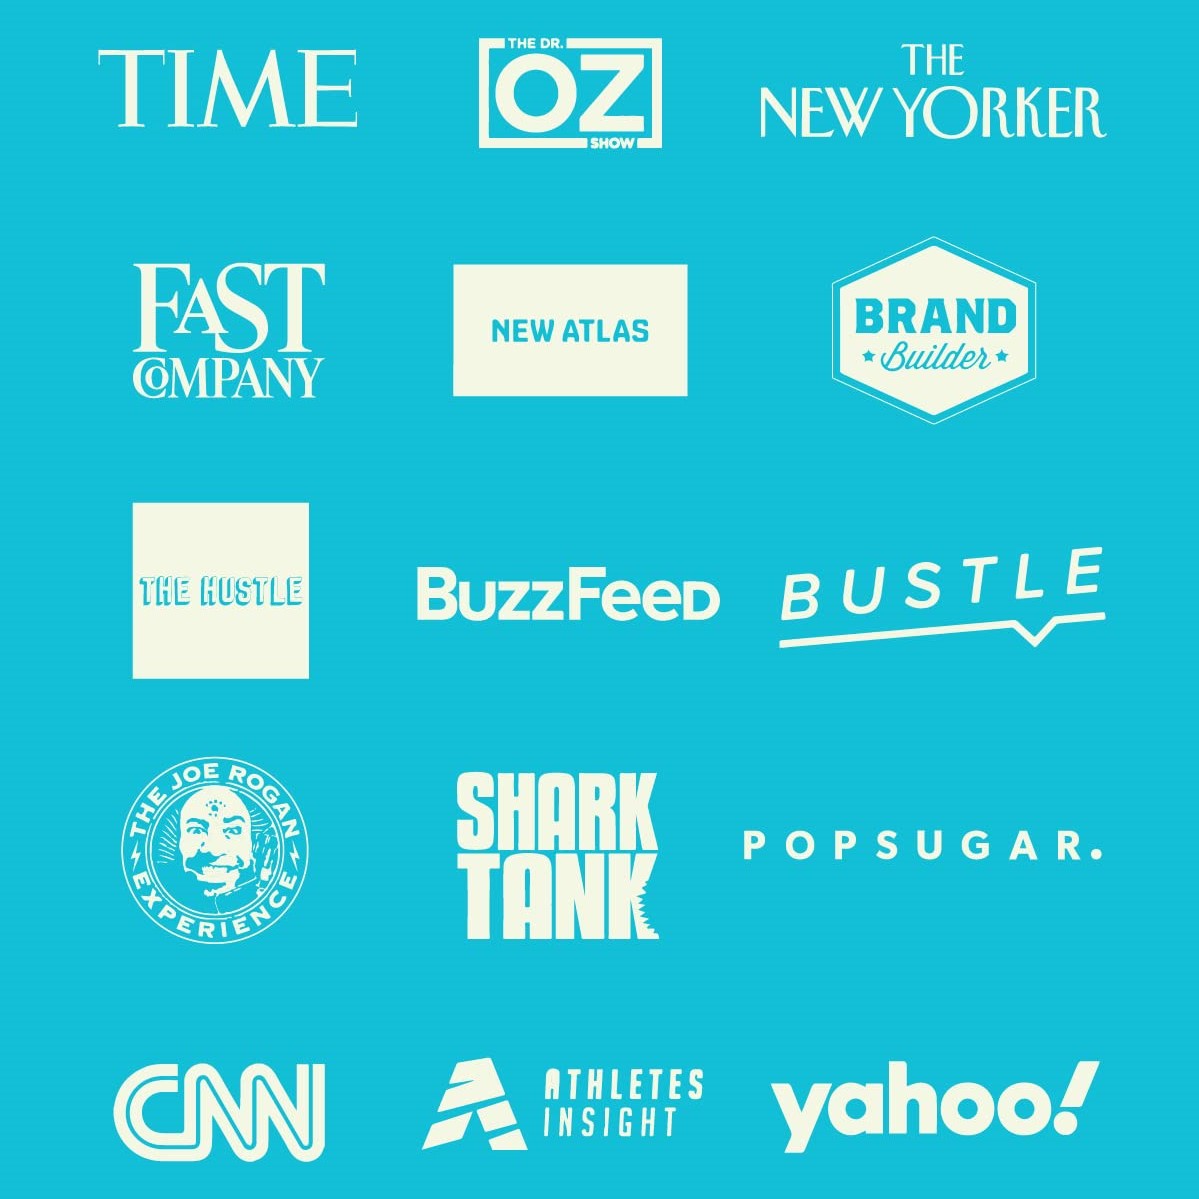 TIME
THE DR.
OZ
SHOW
THE
NEW YORKER
FAST
COMPANY
NEW ATLAS
BRAND
Builder
THE HUSTLE
BuzzFeed
BUSTLE
THE JOE ROGAN
EXPERIENCE
SHARK
TANK
POPSUGAR.
CNN
ATHLETES
INSIGHT
yahoo!